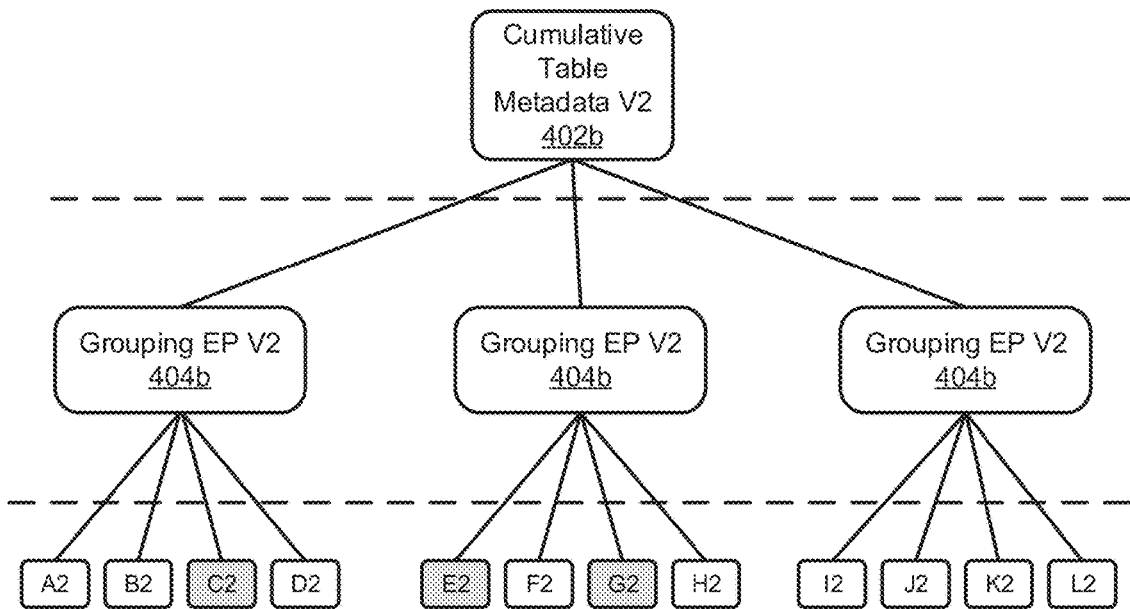 Cumulative
Table
Metadata V2
402b
Grouping EP V2
404b
Grouping EP V2
404b
Grouping EP V2
404b
A2 B2 C2 D2 E2 F2 G2 H2 I2 J2 K2 L2